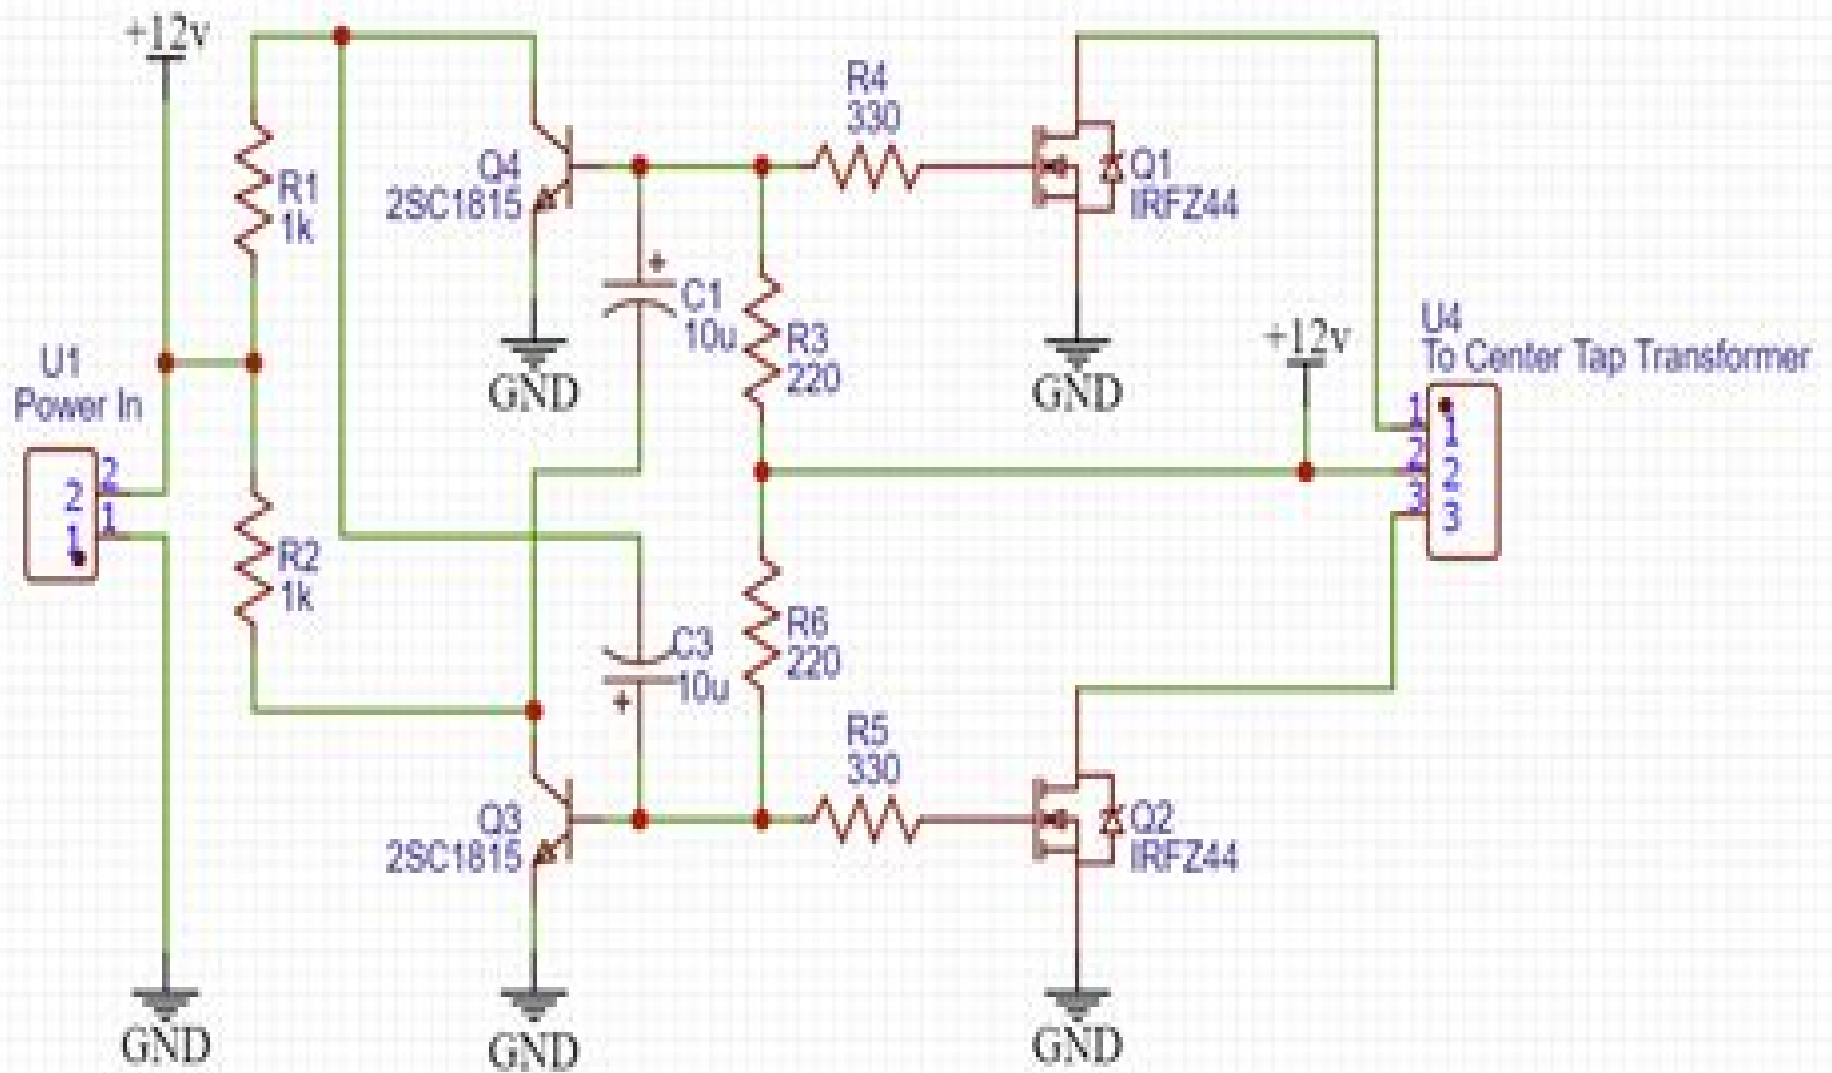 +12v
R4
330
R1
1k
Q4
2SC1815
Q1
IRFZ44
+
C1
10u
R3
220
U4
To Center Tap Transformer
+12v
U1
Power In
GND
GND
1
1
2
2
3
3
2
2
1
1
R2
1k
C3
10u
+
R6
220
R5
330
Q3
2SC1815
Q2
IRFZ44
GND
GND
GND